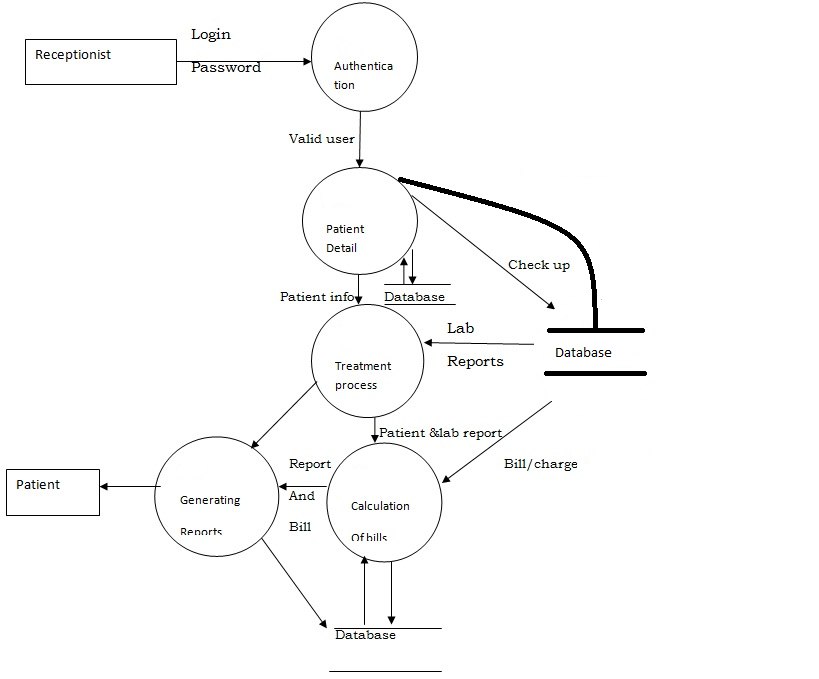 Login
Receptionist
Password
Authentica
tion
Valid user
Patient
Detail
Check up
Patient info
Database
Lab
Reports
Database
Treatment
process
Patient &lab report
Bill/charge
Report
And
Bill
Patient
Generating
Reports
Calculation
Of bills
Database